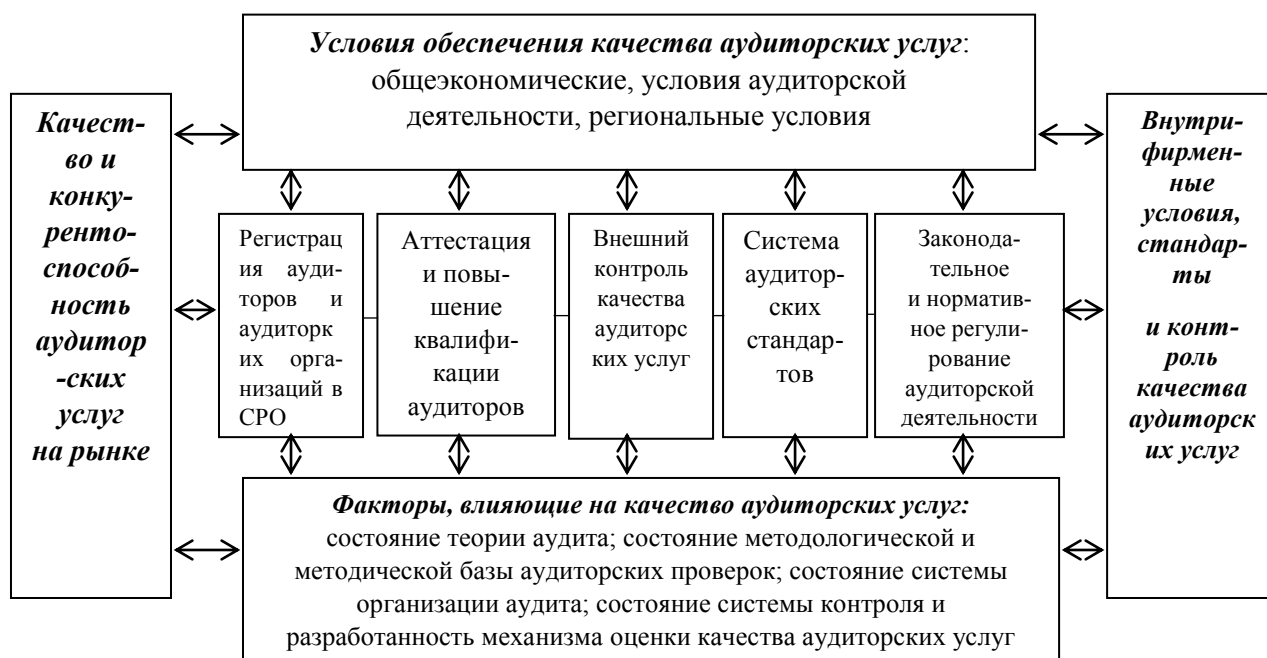 Условия обеспечения качества аудиторских услуг:
общеэкономические, условия аудиторской
деятельности, региональные условия
Качест-
во и
конку-
ренто-
способ-
ность
аудитор
-ских
услуг
на рынке
Регистрац
ия ауди-
торов и
аудиторк
их орга-
низаций в
СРО
Аттестация
и повы-
шение
квалифи-
кации
аудиторов
Внешний
контроль
качества
аудиторс
ких услуг
Система
аудитор-
ских
стандар-
тов
Законода-
тельное
и норматив-
ное регули-
рование
аудиторской
деятельности
Внутри-
фирмен-
ные
условия,
стандар-
ты
и конт-
роль
качества
аудиторск
их услуг
Факторы, влияющие на качество аудиторских услуг:
состояние теории аудита; состояние методологической и
методической базы аудиторских проверок; состояние системы
организации аудита; состояние системы контроля и
разработанность механизма оценки качества аудиторских услуг